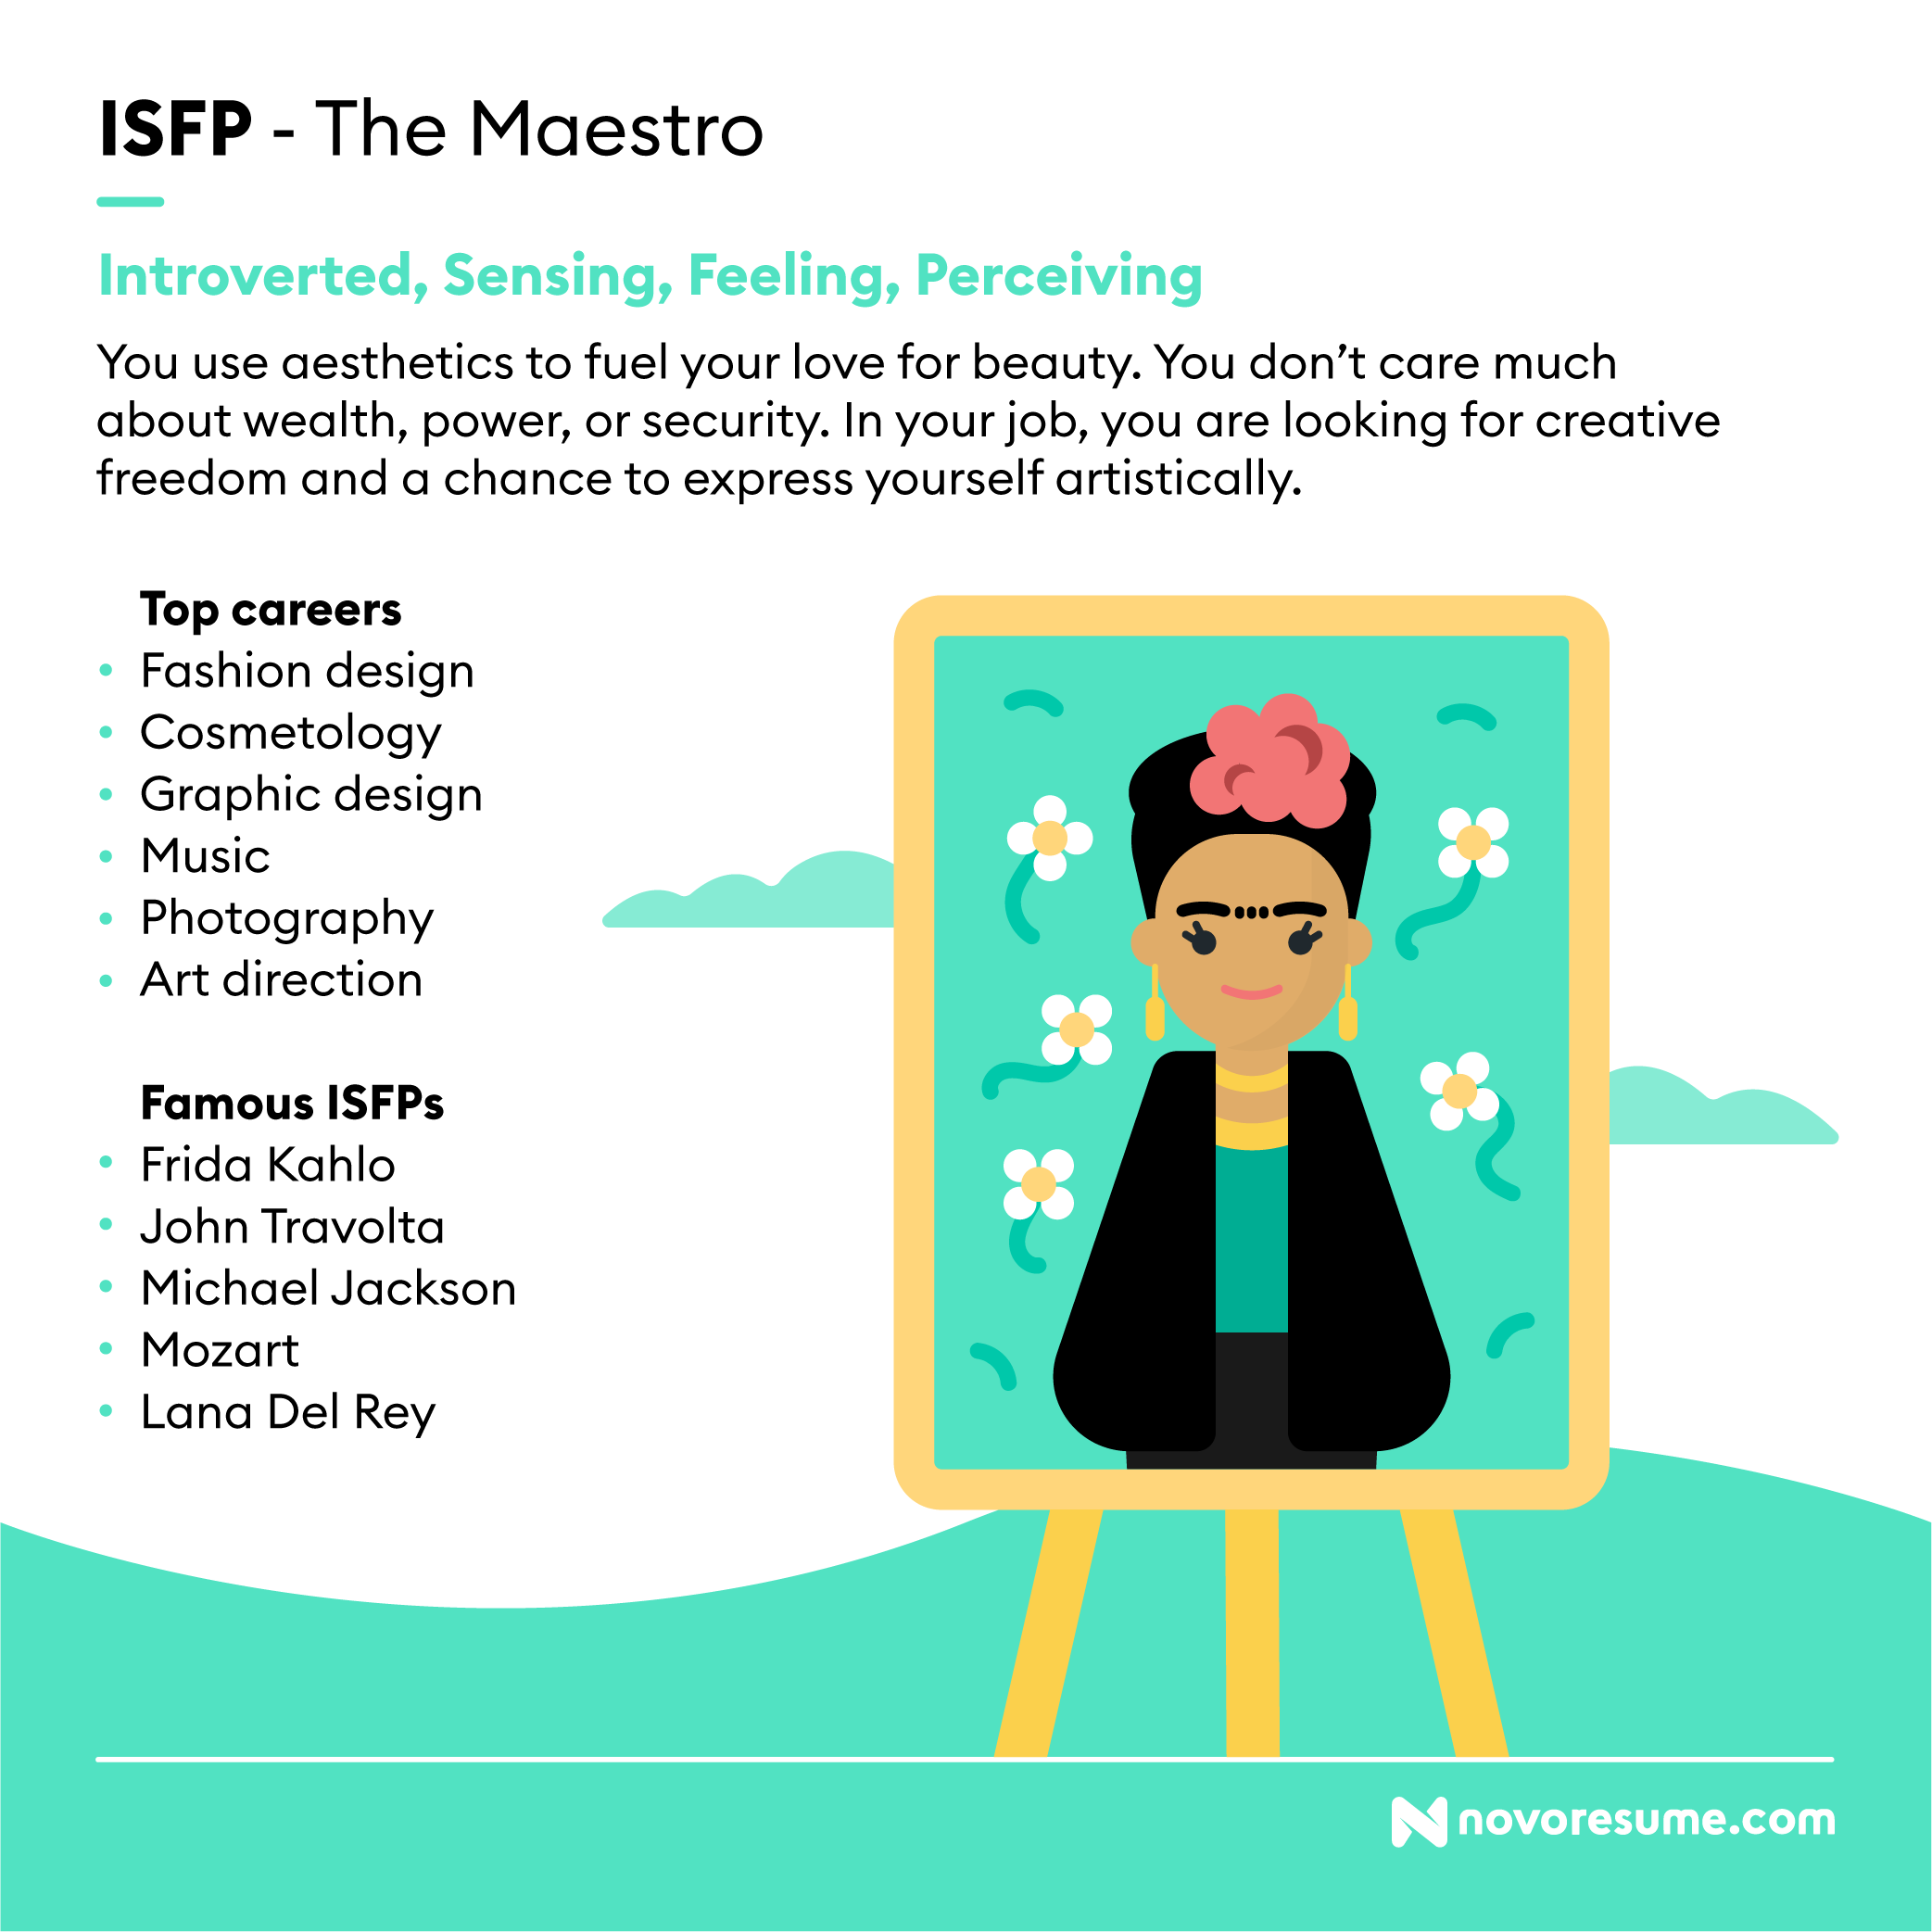 ISFP - The Maestro
Introverted, Sensing, Feeling, Perceiving
You use aesthetics to fuel your love for beauty. You don’t care much
about wealth, power, or security. In your job, you are looking for creative
freedom and a chance to express yourself artistically.
Top careers
Fashion design
Cosmetology
Graphic design
Music
Photography
Art direction
Famous ISFPs
Frida Kahlo
John Travolta
Michael Jackson
Mozart
Lana Del Rey
novoresume.com